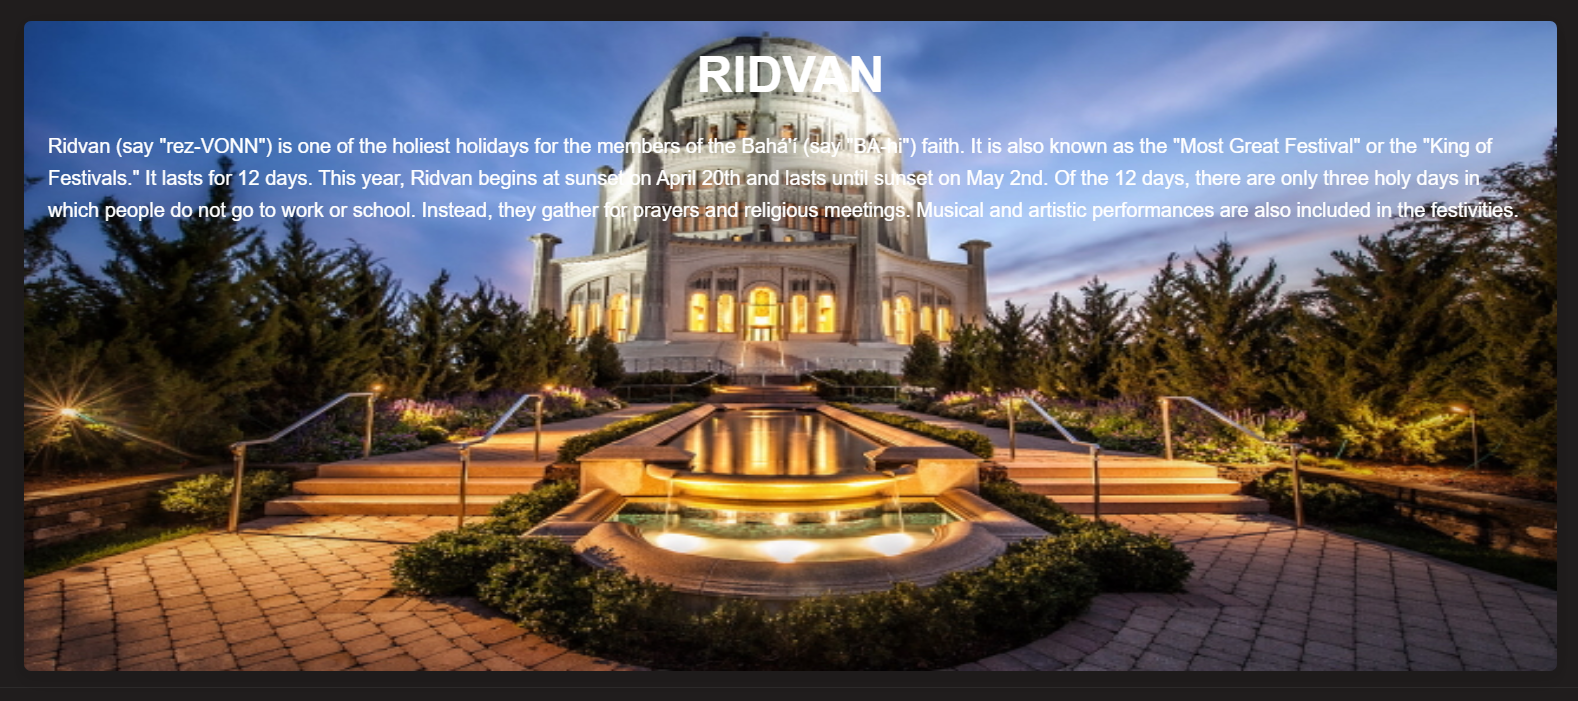 RIDVAN
Ridvan (say "rez-VONN") is one of the holiest holidays for the members of the Bahá'í (say "BA-hi") faith. It is also known as the "Most Great Festival" or the "King of
Festivals." It lasts for 12 days. This year, Ridvan begins at sunset on April 20th and lasts until sunset on May 2nd. Of the 12 days, there are only three holy days in
which people do not go to work or school. Instead, they gather for prayers and religious meetings. Musical and artistic performances are also included in the festivities.